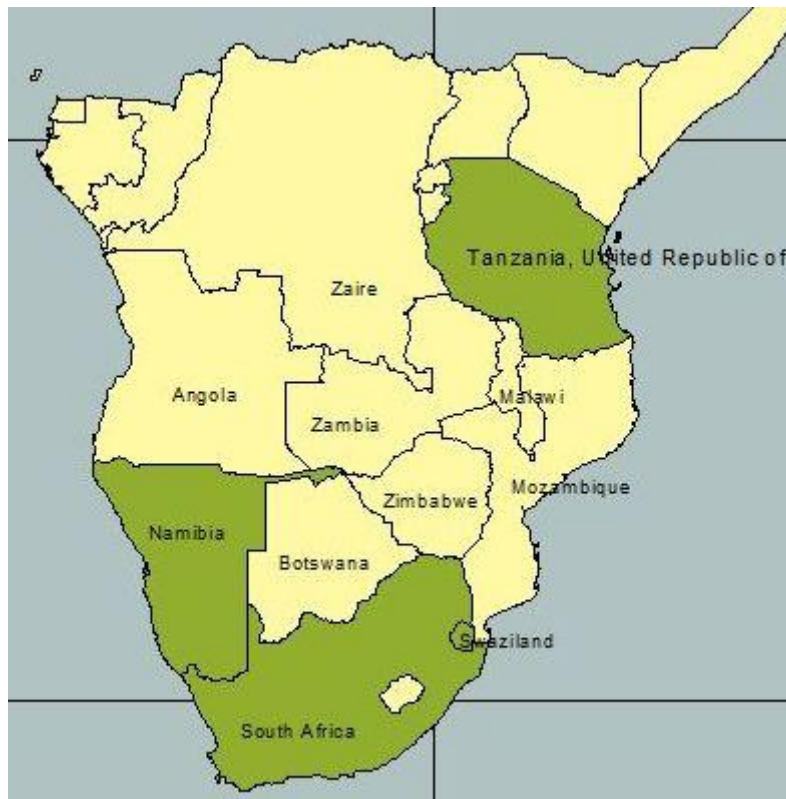 Tanzania, United Republic of
Zaire
Angola
Malawi
Zambia
Mozambique
Zimbabwe
Namibia
Botswana
Swaziland
South Africa